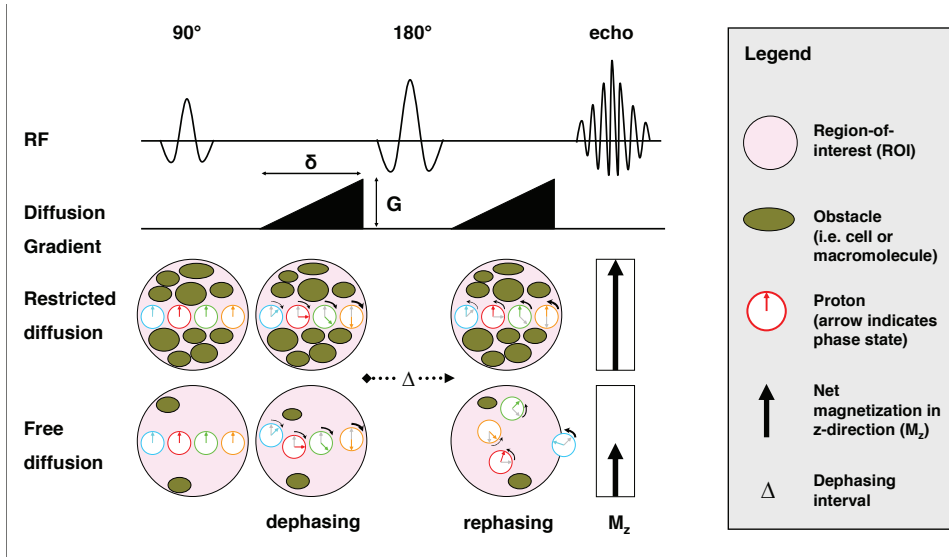 90°
180°
echo
RF
δ
G
Diffusion
Gradient
Restricted
diffusion
Δ
Free
diffusion
dephasing
rephasing
Mz
Legend
Region-of-
interest (ROI)
Obstacle
(i.e. cell or
macromolecule)
Proton
(arrow indicates
phase state)
Net
magnetization in
z-direction (Mz)
Δ
Dephasing
interval